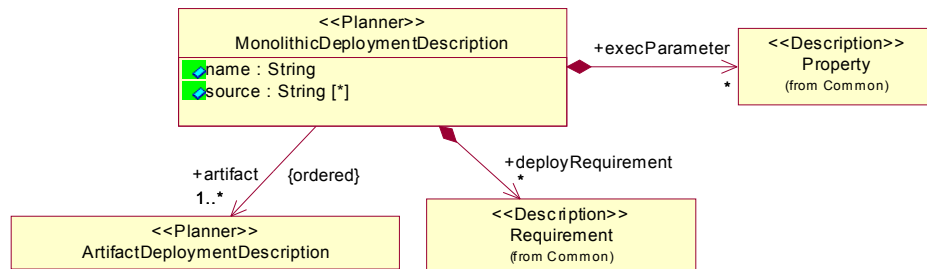 <<Planner>>
MonolithicDeploymentDescription
name : String
source : String [*]
+execParameter
*
<<Description>>
Property
(from Common)
+artifact
{ordered}
1..*
+deployRequirement
*
<<Planner>>
ArtifactDeploymentDescription
<<Description>>
Requirement
(from Common)